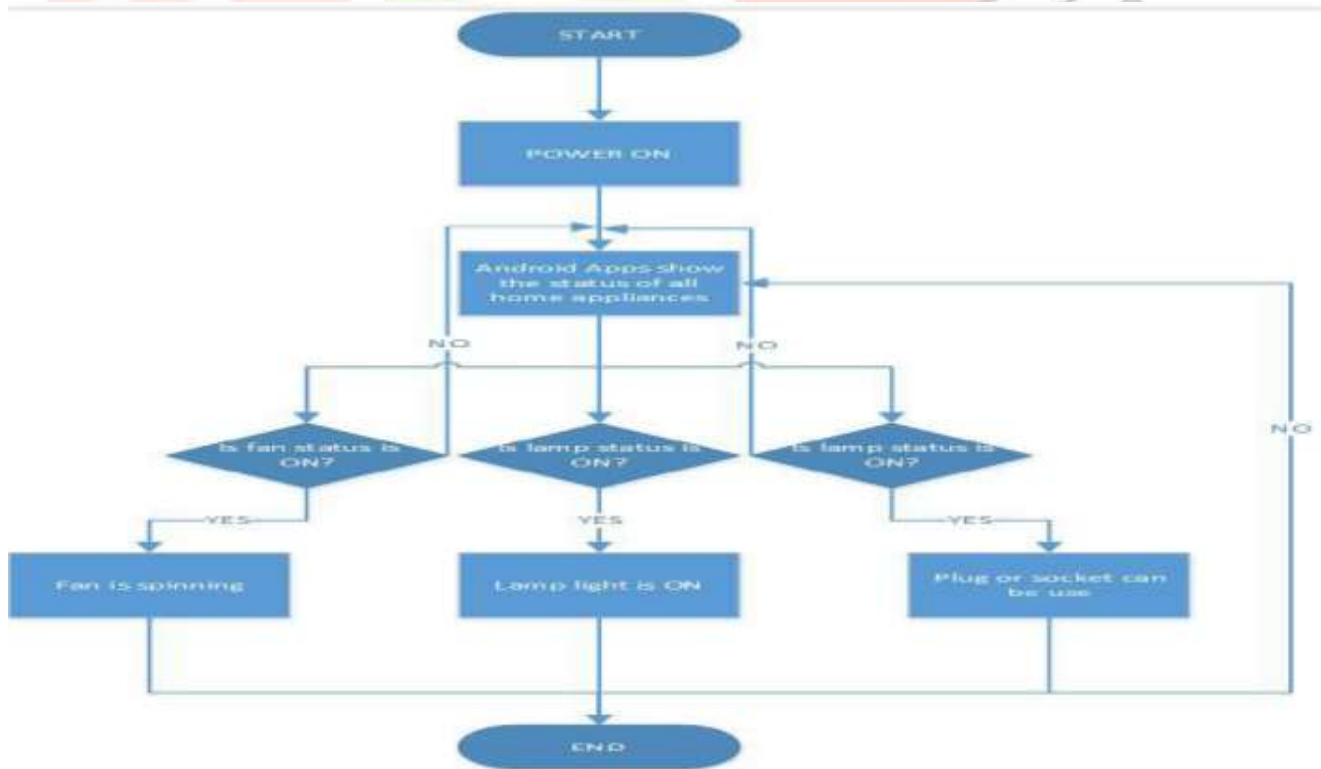 START
POWER ON
Android Apps show
the status of all
home appliances
NO
NO
NO
Is fan status is
ON?
Is lamp status is
ON?
Is lamp status is
ON?
YES
YES
YES
Fan is spinning
Lamp light is ON
Plug or socket can
be use
END